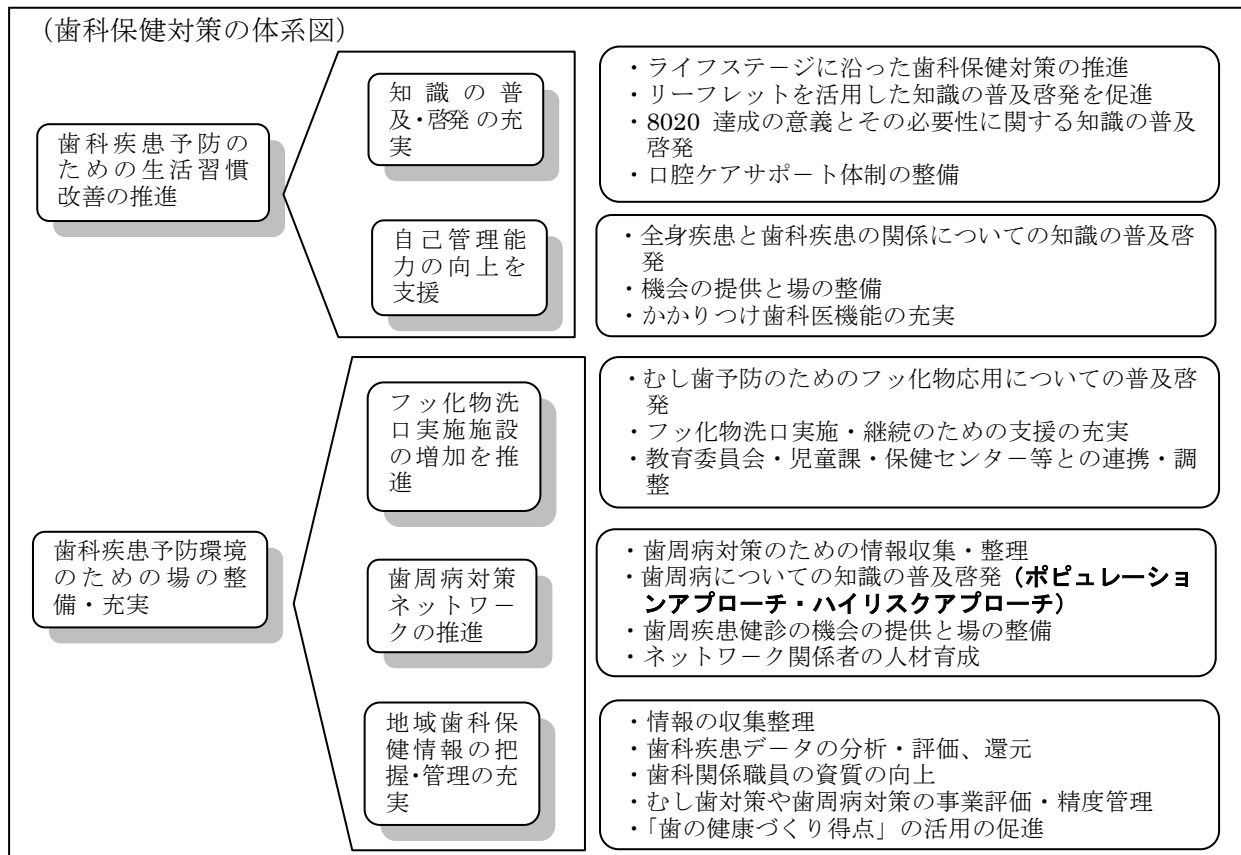 （歯科保健対策の体系図）
歯科疾患予防の
ための生活習慣
改善の推進
知識の普
及・啓発の充
実
・ライフステージに沿った歯科保健対策の推進
・リーフレットを活用した知識の普及啓発を促進
・8020 達成の意義とその必要性に関する知識の普及
啓発
・口腔ケアサポート体制の整備
自己管理能
力の向上を
支援
・全身疾患と歯科疾患の関係についての知識の普及啓
発
・機会の提供と場の整備
・かかりつけ歯科医機能の充実
歯科疾患予防環境
のための場の整
備・充実
フッ化物洗
口実施施設
の増加を推
進
・むし歯予防のためのフッ化物応用についての普及啓
発
・フッ化物洗口実施・継続のための支援の充実
・教育委員会・児童課・保健センター等との連携・調
整
歯周病対策
ネットワー
クの推進
・歯周病対策のための情報収集・整理
・歯周病についての知識の普及啓発（ポピュレーショ
ンアプローチ・ハイリスクアプローチ）
・歯周疾患健診の機会の提供と場の整備
・ネットワーク関係者の人材育成
地域歯科保
健情報の把
握・管理の充
実
・情報の収集整理
・歯科疾患データの分析・評価、還元
・歯科関係職員の資質の向上
・むし歯対策や歯周病対策の事業評価・精度管理
・「歯の健康づくり得点」の活用の促進